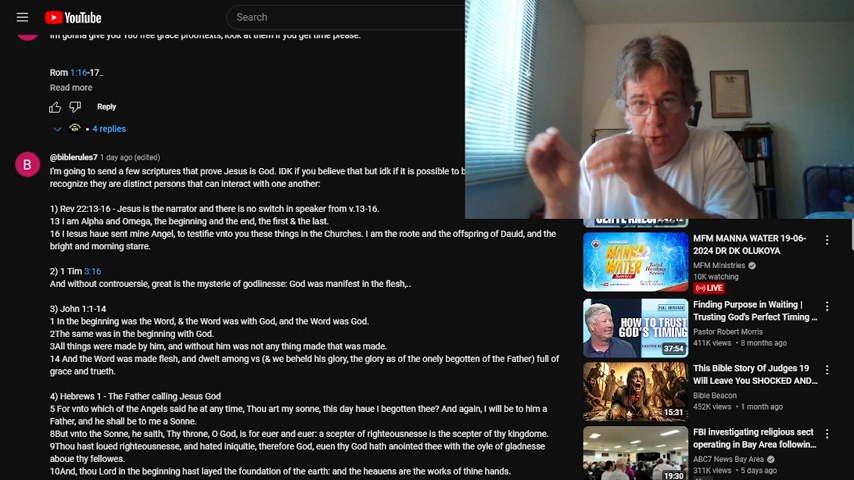 YouTube
Search
Im gonna give you 180 free grace prooftexts, look at them if you get time please.
Rom 1:16-17_
Read more
Reply
4 replies
B
@biblerules7 1 day ago (edited)
I'm going to send a few scriptures that prove Jesus is God. IDK if you believe that but idk if it is possible to b
recognize they are distinct persons that can interact with one another:
1) Rev 22:13-16 - Jesus is the narrator and there is no switch in speaker from v.13-16.
13 I am Alpha and Omega, the beginning and the end, the first & the last.
16 I Iesus haue sent mine Angel, to testifie vnto you these things in the Churches. I am the roote and the offspring of Dauid, and the
bright and morning starre.
2) 1 Tim 3:16
And without controuersie, great is the mysterie of godlinesse: God was manifest in the flesh,..
3) John 1:1-14
1 In the beginning was the Word, & the Word was with God, and the Word was God.
2The same was in the beginning with God.
3All things were made by him, and without him was not any thing made that was made.
14 And the Word was made flesh, and dwelt among vs (& we beheld his glory, the glory as of the onely begotten of the Father) full of
grace and trueth.
4) Hebrews 1 - The Father calling Jesus God
5 For vnto which of the Angels said he at any time, Thou art my sonne, this day haue I begotten thee? And again, I will be to him a
Father, and he shall be to me a Sonne.
8But vnto the Sonne, he saith, Thy throne, O God, is for euer and euer: a scepter of righteousnesse is the scepter of thy kingdome.
9Thou hast loued righteousnesse, and hated iniquitie, therefore God, euen thy God hath anointed thee with the oyle of gladnesse
aboue thy fellowes.
10And, thou Lord in the beginning hast layed the foundation of the earth: and the heauens are the works of thine hands.
MANNA
WATER
MFM MANNA WATER 19-06-
2024 DR DK OLUKOYA
MFM Ministries
10K watching
LIVE
HOW TO TRUST
GOD'S TIMING
37:54
Finding Purpose in Waiting |
Trusting God's Perfect Timing ...
Pastor Robert Morris
411K views • 8 months ago
15:31
This Bible Story Of Judges 19
Will Leave You SHOCKED AND...
Bible Beacon
452K views • 1 month ago
19:30
FBI investigating religious sect
operating in Bay Area followin...
ABC7 News Bay Area
311K views • 5 days ago